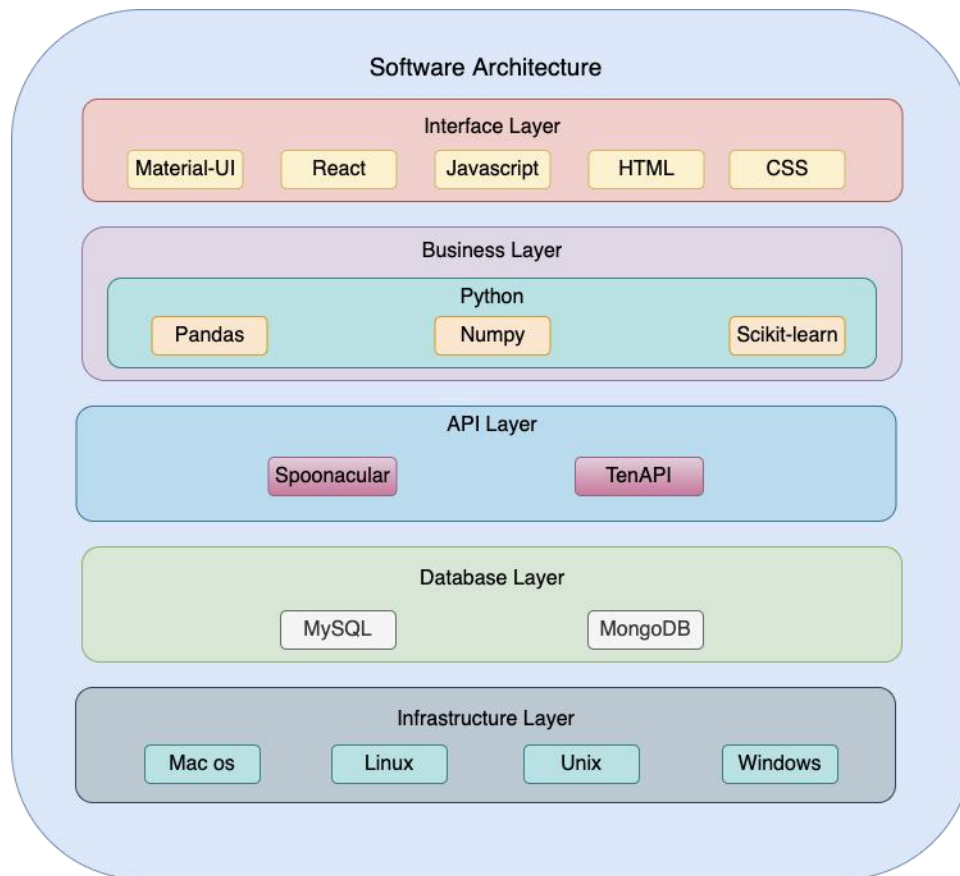 Software Architecture
Interface Layer
Material-UI React Javascript HTML CSS
Business Layer
Python
Pandas Numpy Scikit-learn
API Layer
Spoonacular TenAPI
Database Layer
MySQL MongoDB
Infrastructure Layer
Mac os Linux Unix Windows